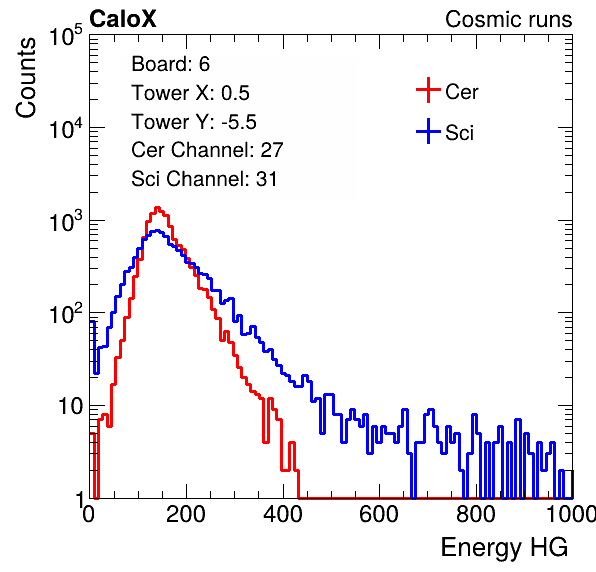 CaloX Cosmic runs
Counts
10^5
10^4
10^3
10^2
10
1
Board: 6
Tower X: 0.5
Tower Y: -5.5
Cer Channel: 27
Sci Channel: 31
Cer
Sci
0 200 400 600 800 1000
Energy HG